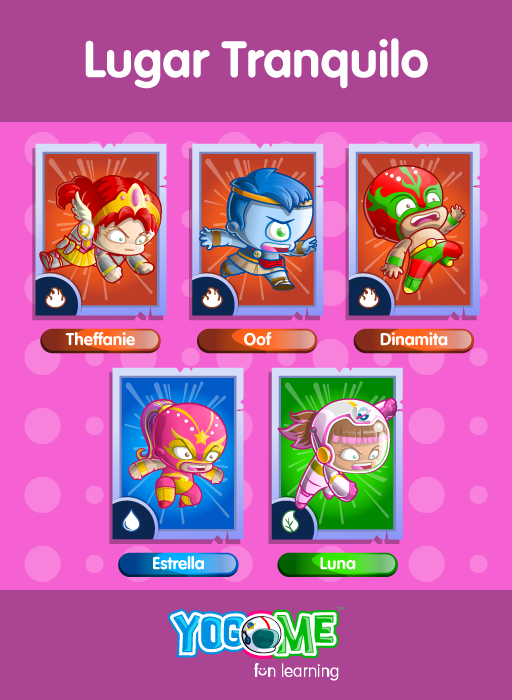 Lugar Tranquilo
Theffanie
Oof
Dinamita
Estrella
Luna
YOGOME
fun learning